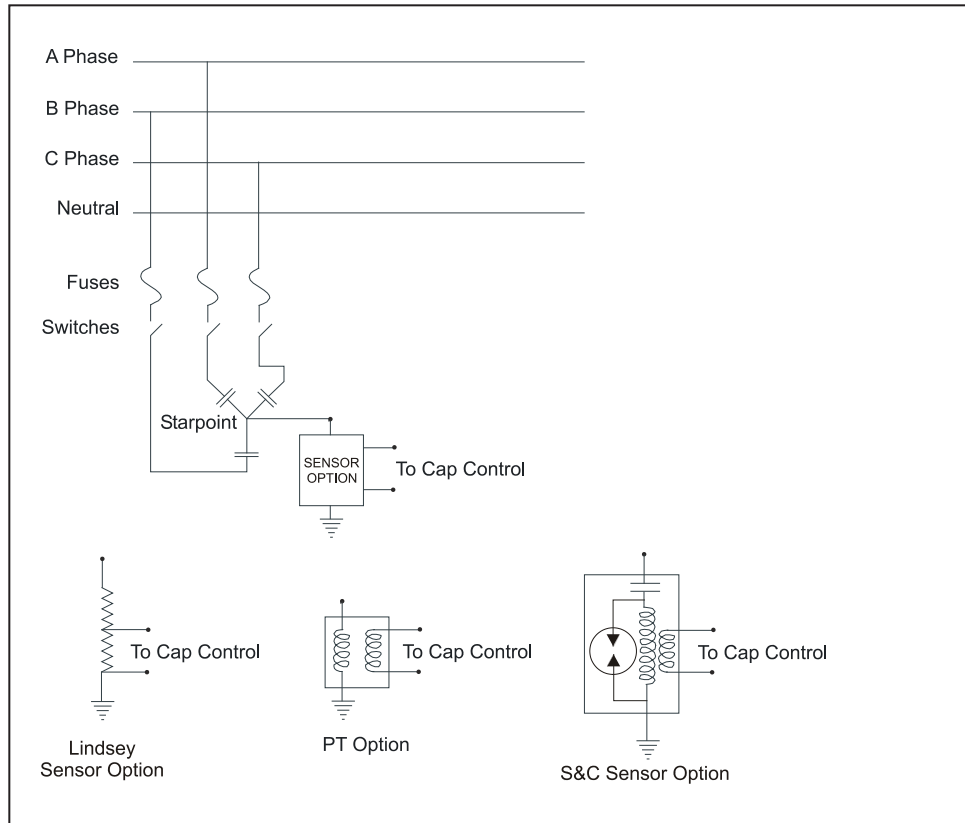 A Phase
B Phase
C Phase
Neutral
Fuses
Switches
Starpoint
SENSOR
OPTION
To Cap Control
To Cap Control
To Cap Control
To Cap Control
Lindsey
Sensor Option
PT Option
S&C Sensor Option